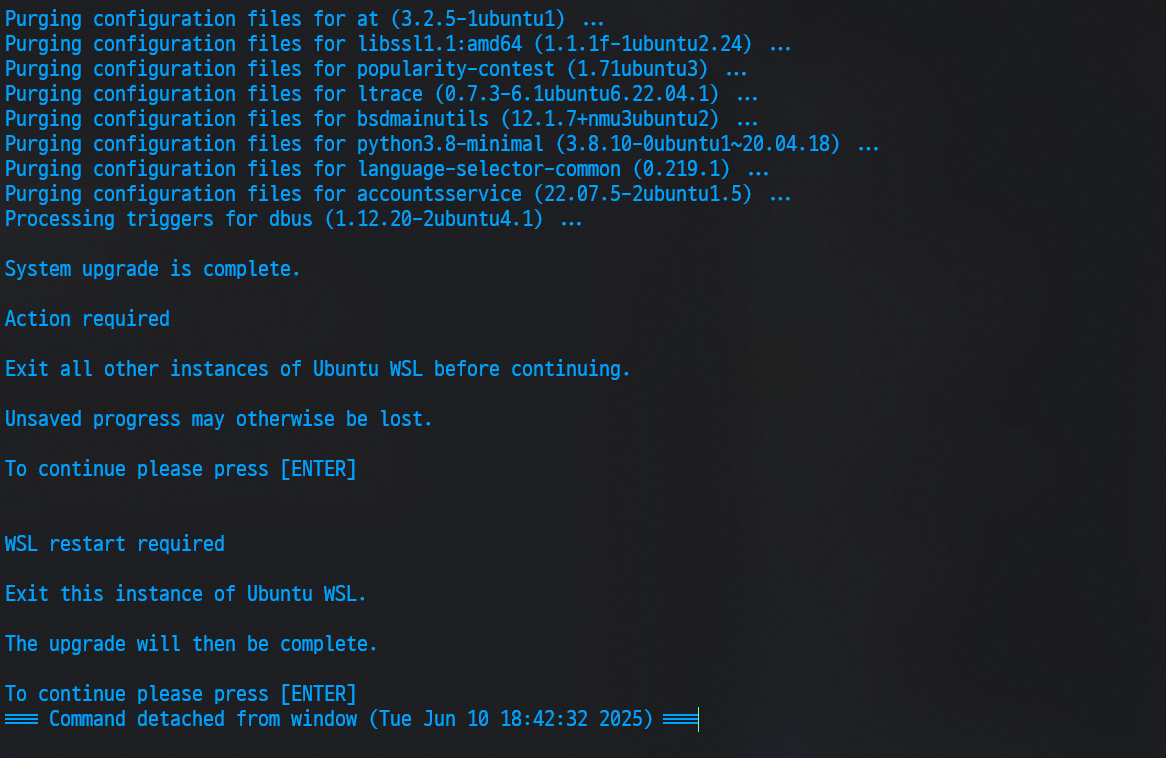 Purging configuration files for at (3.2.5-1ubuntu1) ...
Purging configuration files for libssl1.1:amd64 (1.1.1f-1ubuntu2.24) ...
Purging configuration files for popularity-contest (1.71ubuntu3) ...
Purging configuration files for ltrace (0.7.3-6.1ubuntu6.22.04.1) ...
Purging configuration files for bsdmainutils (12.1.7+nmu3ubuntu2) ...
Purging configuration files for python3.8-minimal (3.8.10-0ubuntu1~20.04.18) ...
Purging configuration files for language-selector-common (0.219.1) ...
Purging configuration files for accountsservice (22.07.5-2ubuntu1.5) ...
Processing triggers for dbus (1.12.20-2ubuntu4.1) ...
System upgrade is complete.
Action required
Exit all other instances of Ubuntu WSL before continuing.
Unsaved progress may otherwise be lost.
To continue please press [ENTER]
WSL restart required
Exit this instance of Ubuntu WSL.
The upgrade will then be complete.
To continue please press [ENTER]
=== Command detached from window (Tue Jun 10 18:42:32 2025) ===